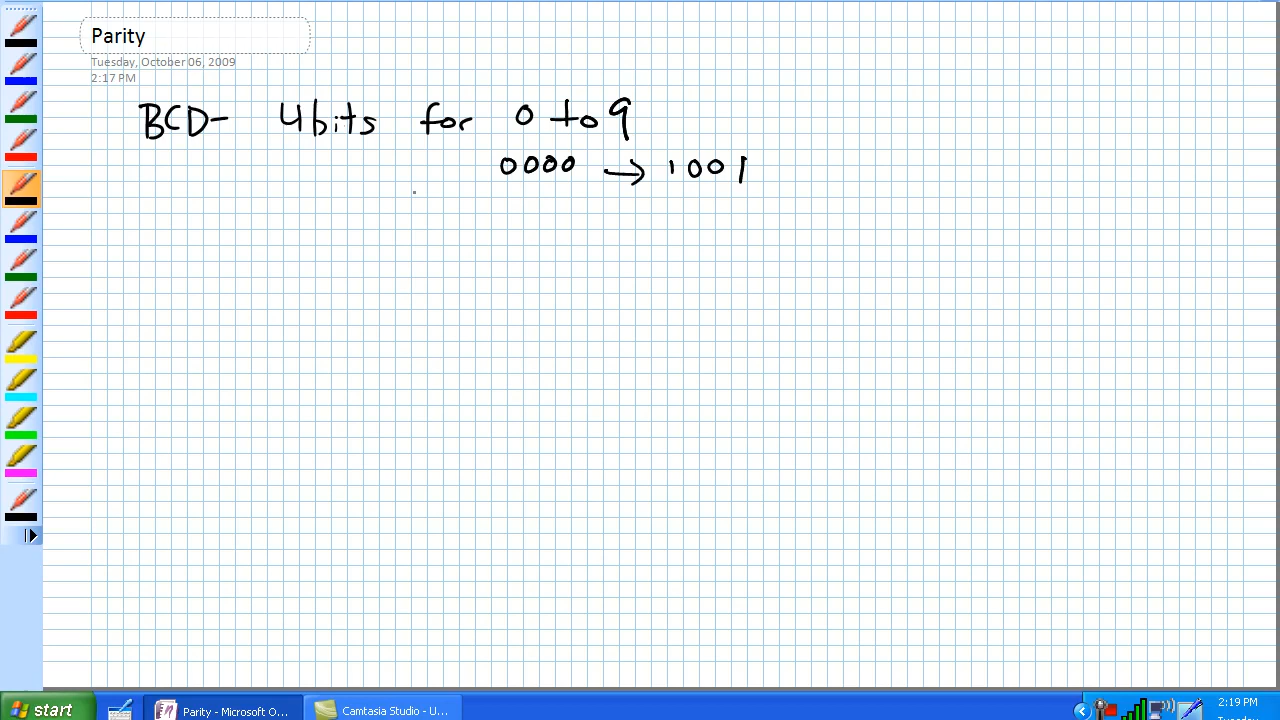 Parity
Tuesday, October 06, 2009
2:17 PM
BCD- 4bits for 0 to 9
0000 → 1001
start
Parity - Microsoft O...
Camtasia Studio - U...
2:19 PM
Tuesday